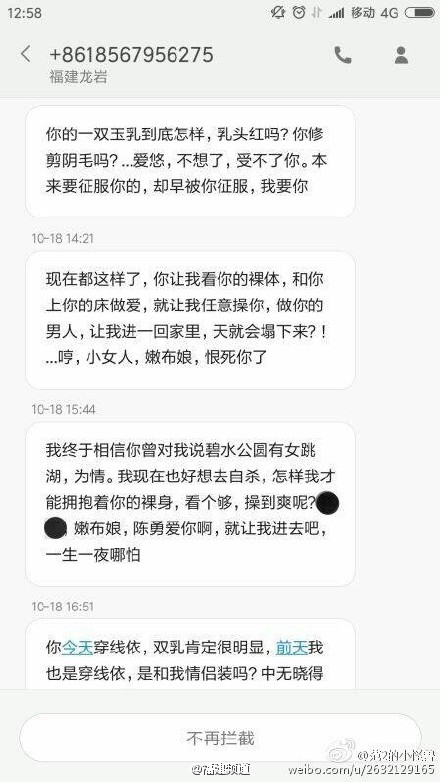 12:58
移动 4G
+8618567956275
福建龙岩
你的一双玉乳到底怎样，乳头红吗？你修
剪阴毛吗？...爱悠，不想了，受不了你。本
来要征服你的，却早被你征服，我要你
10-18 14:21
现在都这样了，你让我看你的裸体，和你
上你的床做爱，就让我任意操你，做你的
男人，让我进一回家里，天就会塌下来？！
...哼，小女人，嫩布娘，恨死你了
10-18 15:44
我终于相信你曾对我说碧水公圆有女跳
湖，为情。我现在也好想去自杀，怎样我才
能拥抱着你的裸身，看个够，操到爽呢？
，嫩布娘，陈勇爱你啊，就让我进去吧，
一生一夜哪怕
10-18 16:51
你今天穿线依，双乳肯定很明显，前天我
也是穿线依，是和我情侣装吗？中无晓得
不再拦截
@福建频道
weibo.com/u/2632129165